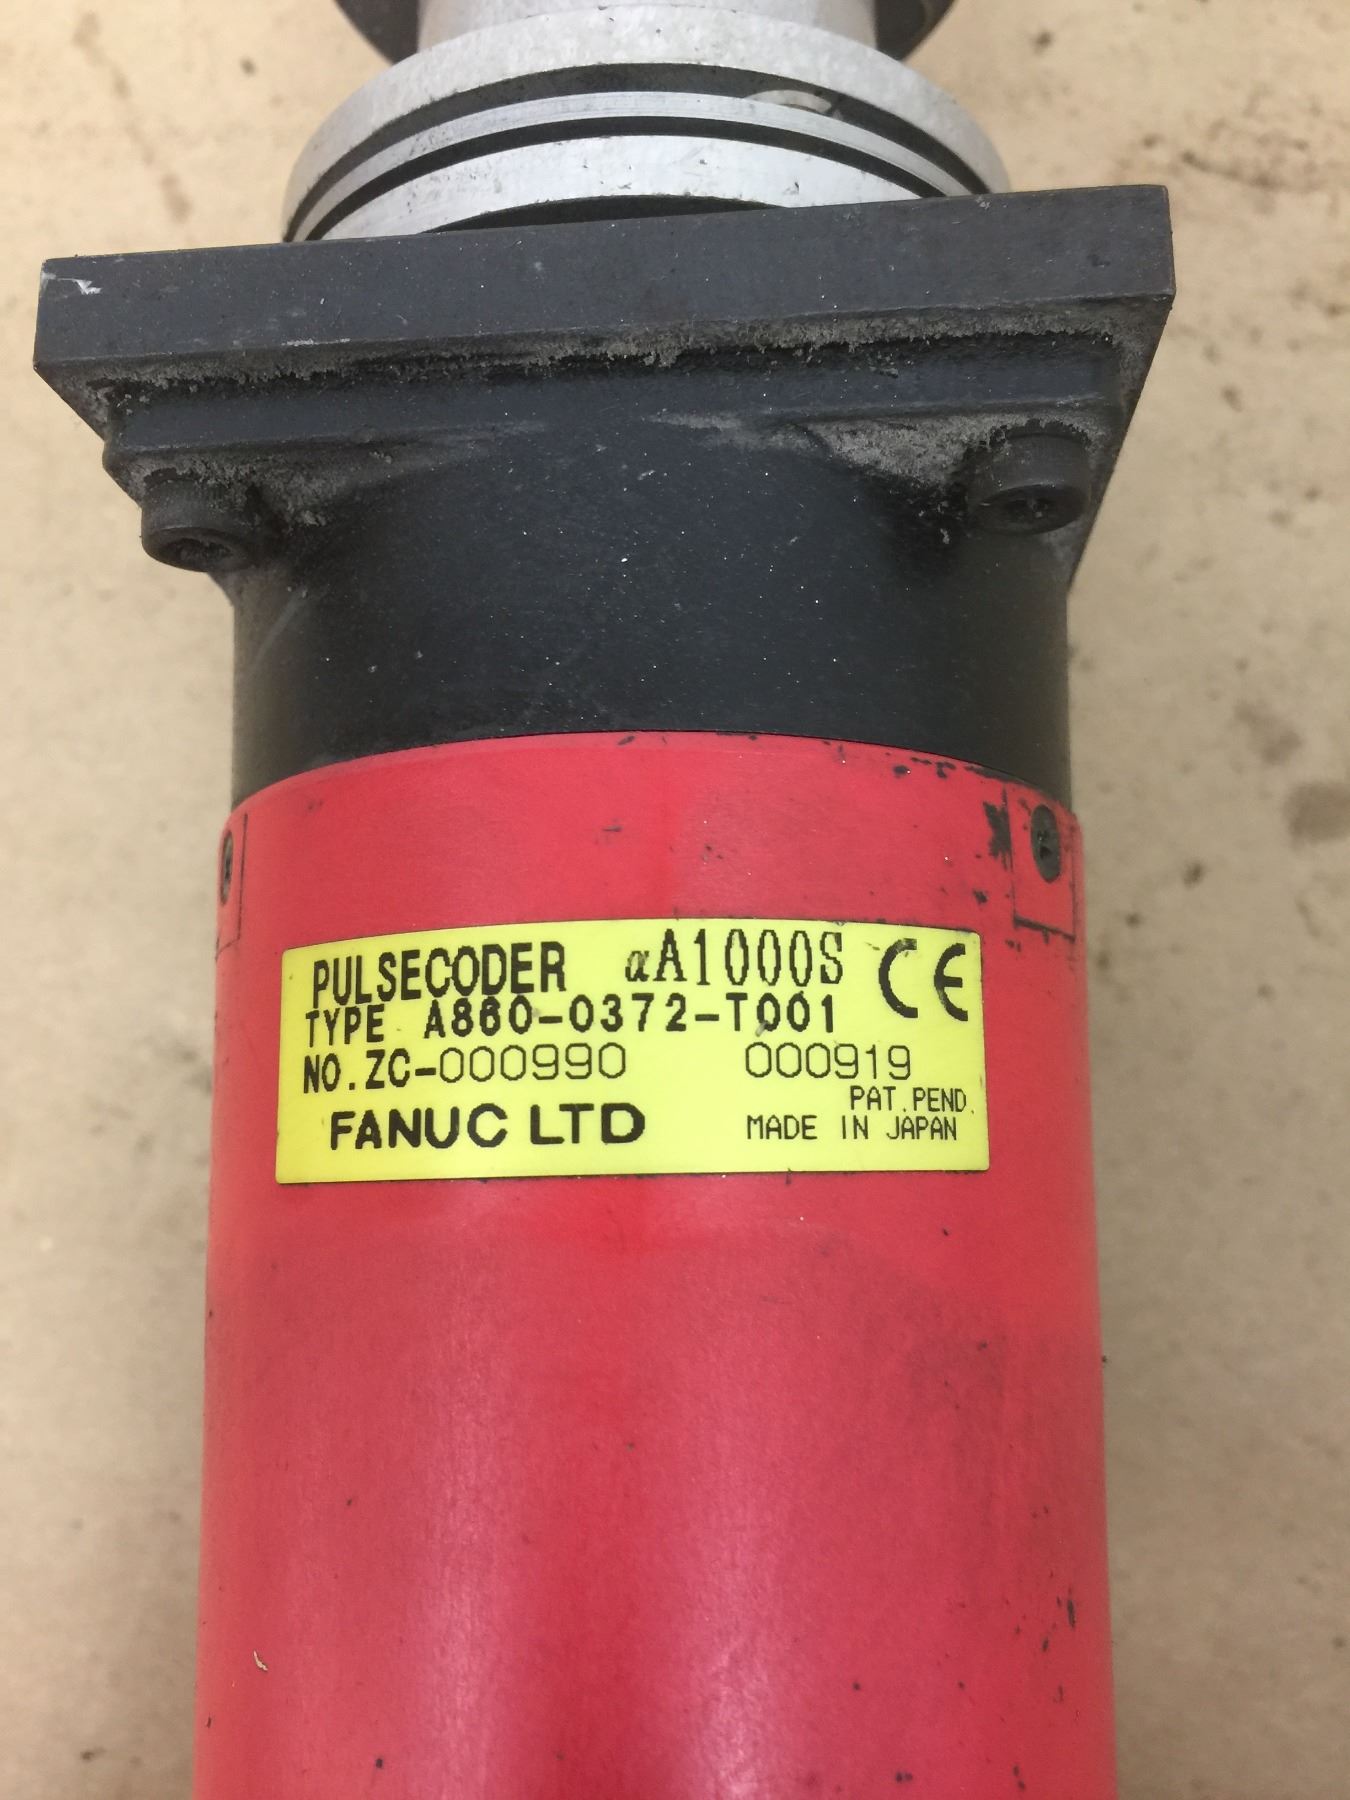 PULSECODER αA1000S CE
TYPE A860-0372-T001
NO.ZC-000990 000919
PAT.PEND.
FANUC LTD MADE IN JAPAN